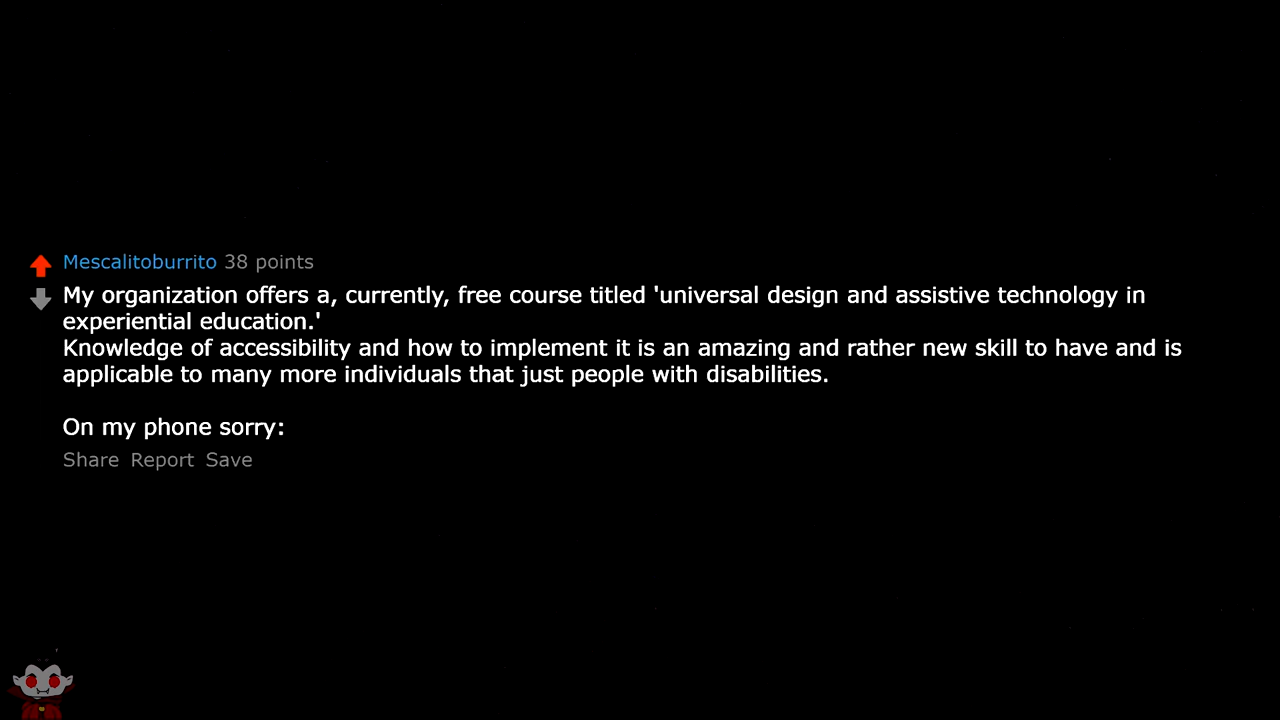 Mescalitoburrito 38 points
My organization offers a, currently, free course titled 'universal design and assistive technology in
experiential education.'
Knowledge of accessibility and how to implement it is an amazing and rather new skill to have and is
applicable to many more individuals that just people with disabilities.
On my phone sorry:
Share Report Save